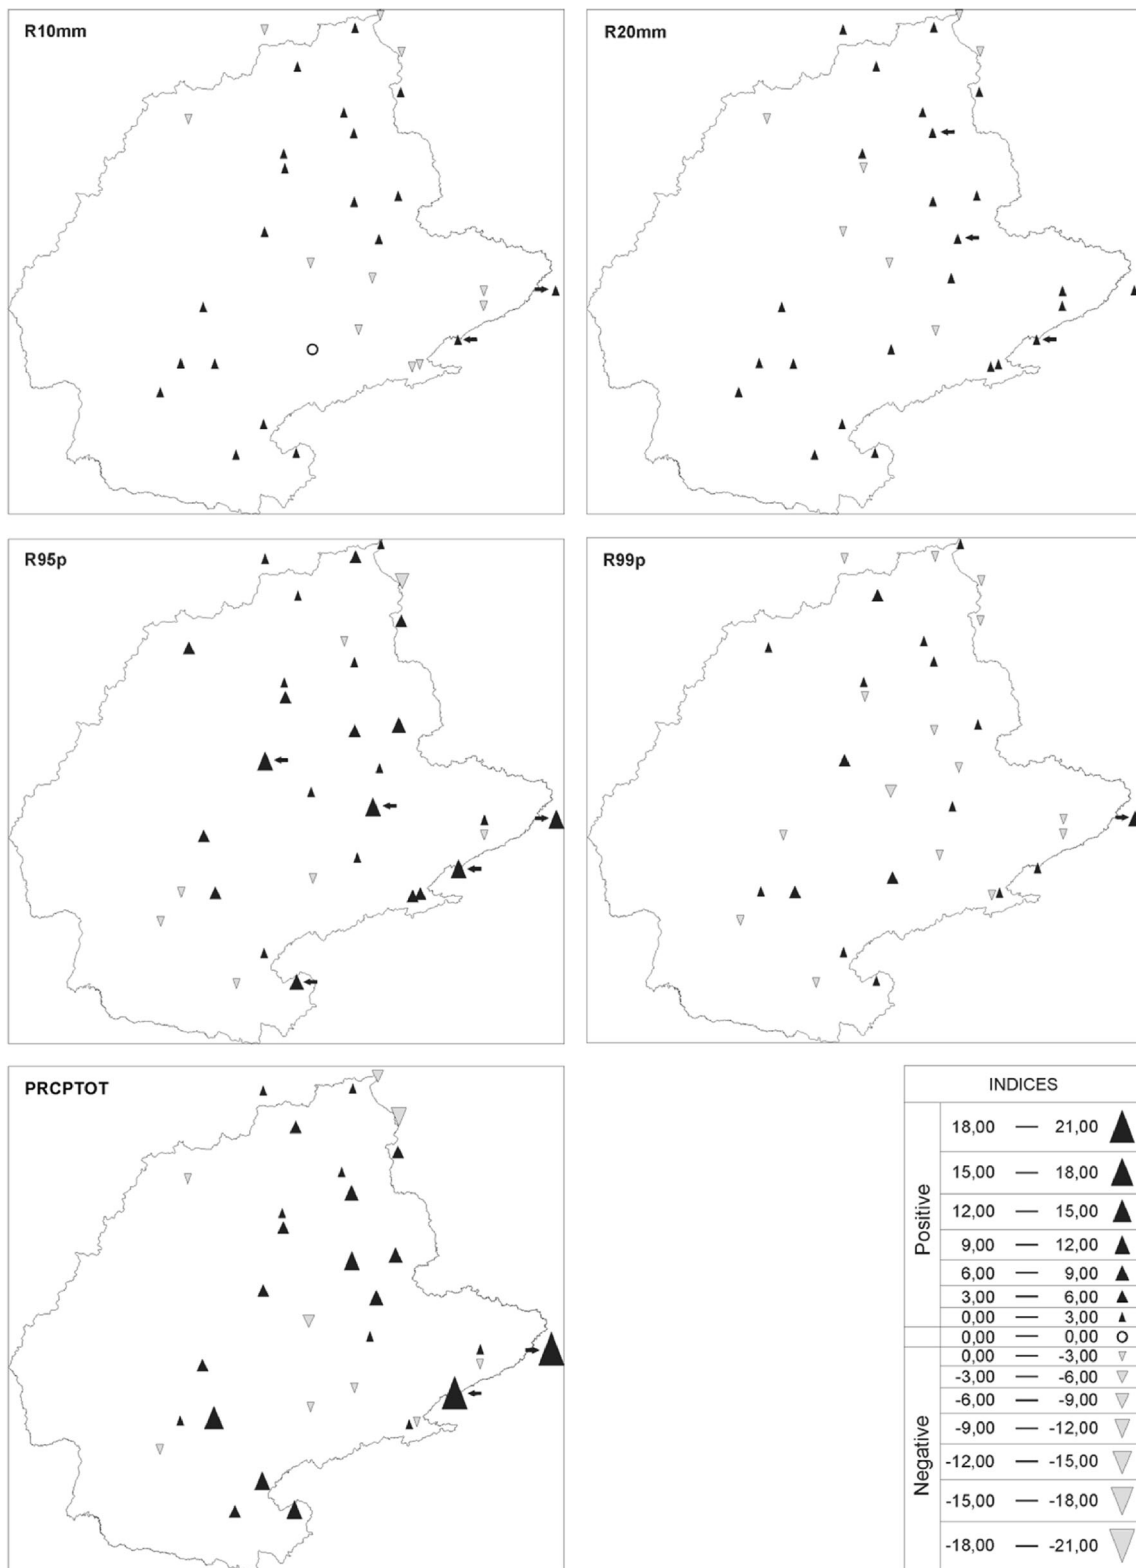 R10mm
R20mm
R95p
R99p
PRCPTOT
INDICES
Positive
18,00 — 21,00
15,00 — 18,00
12,00 — 15,00
9,00 — 12,00
6,00 — 9,00
3,00 — 6,00
0,00 — 3,00
0,00 — 0,00
Negative
0,00 — -3,00
-3,00 — -6,00
-6,00 — -9,00
-9,00 — -12,00
-12,00 — -15,00
-15,00 — -18,00
-18,00 — -21,00